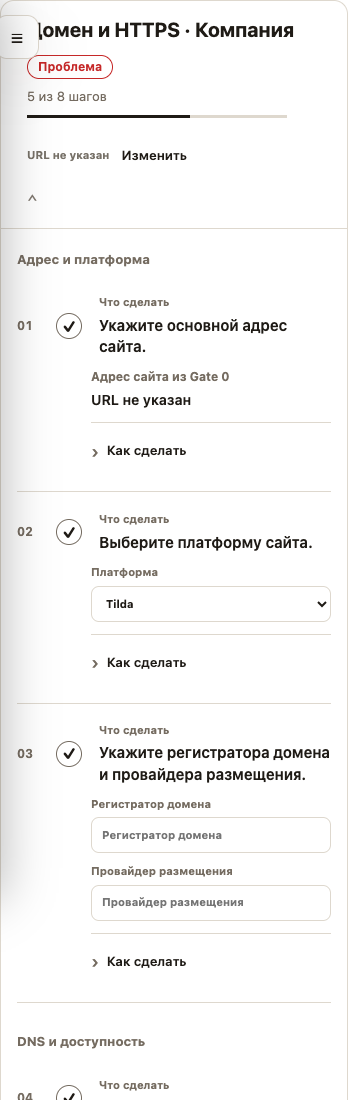 Домен и HTTPS · Компания
Проблема
5 из 8 шагов
URL не указан Изменить
Адрес и платформа
Что сделать
01 Укажите основной адрес
сайта.
Адрес сайта из Gate 0
URL не указан
Как сделать
Что сделать
02 Выберите платформу сайта.
Платформа
Tilda
Как сделать
Что сделать
03 Укажите регистратора домена
и провайдера размещения.
Регистратор домена
Регистратор домена
Провайдер размещения
Провайдер размещения
Как сделать
DNS и доступность
Что сделать
04